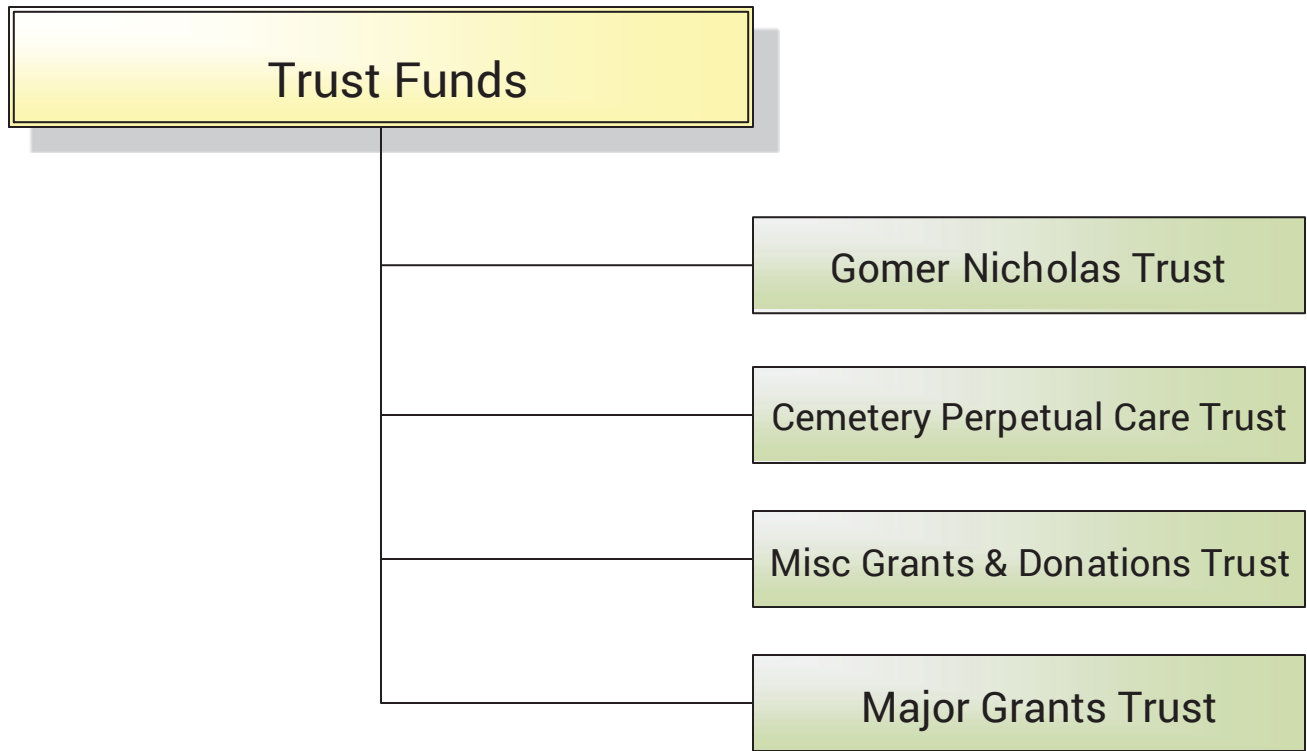 Trust Funds
Gomer Nicholas Trust
Cemetery Perpetual Care Trust
Misc Grants & Donations Trust
Major Grants Trust